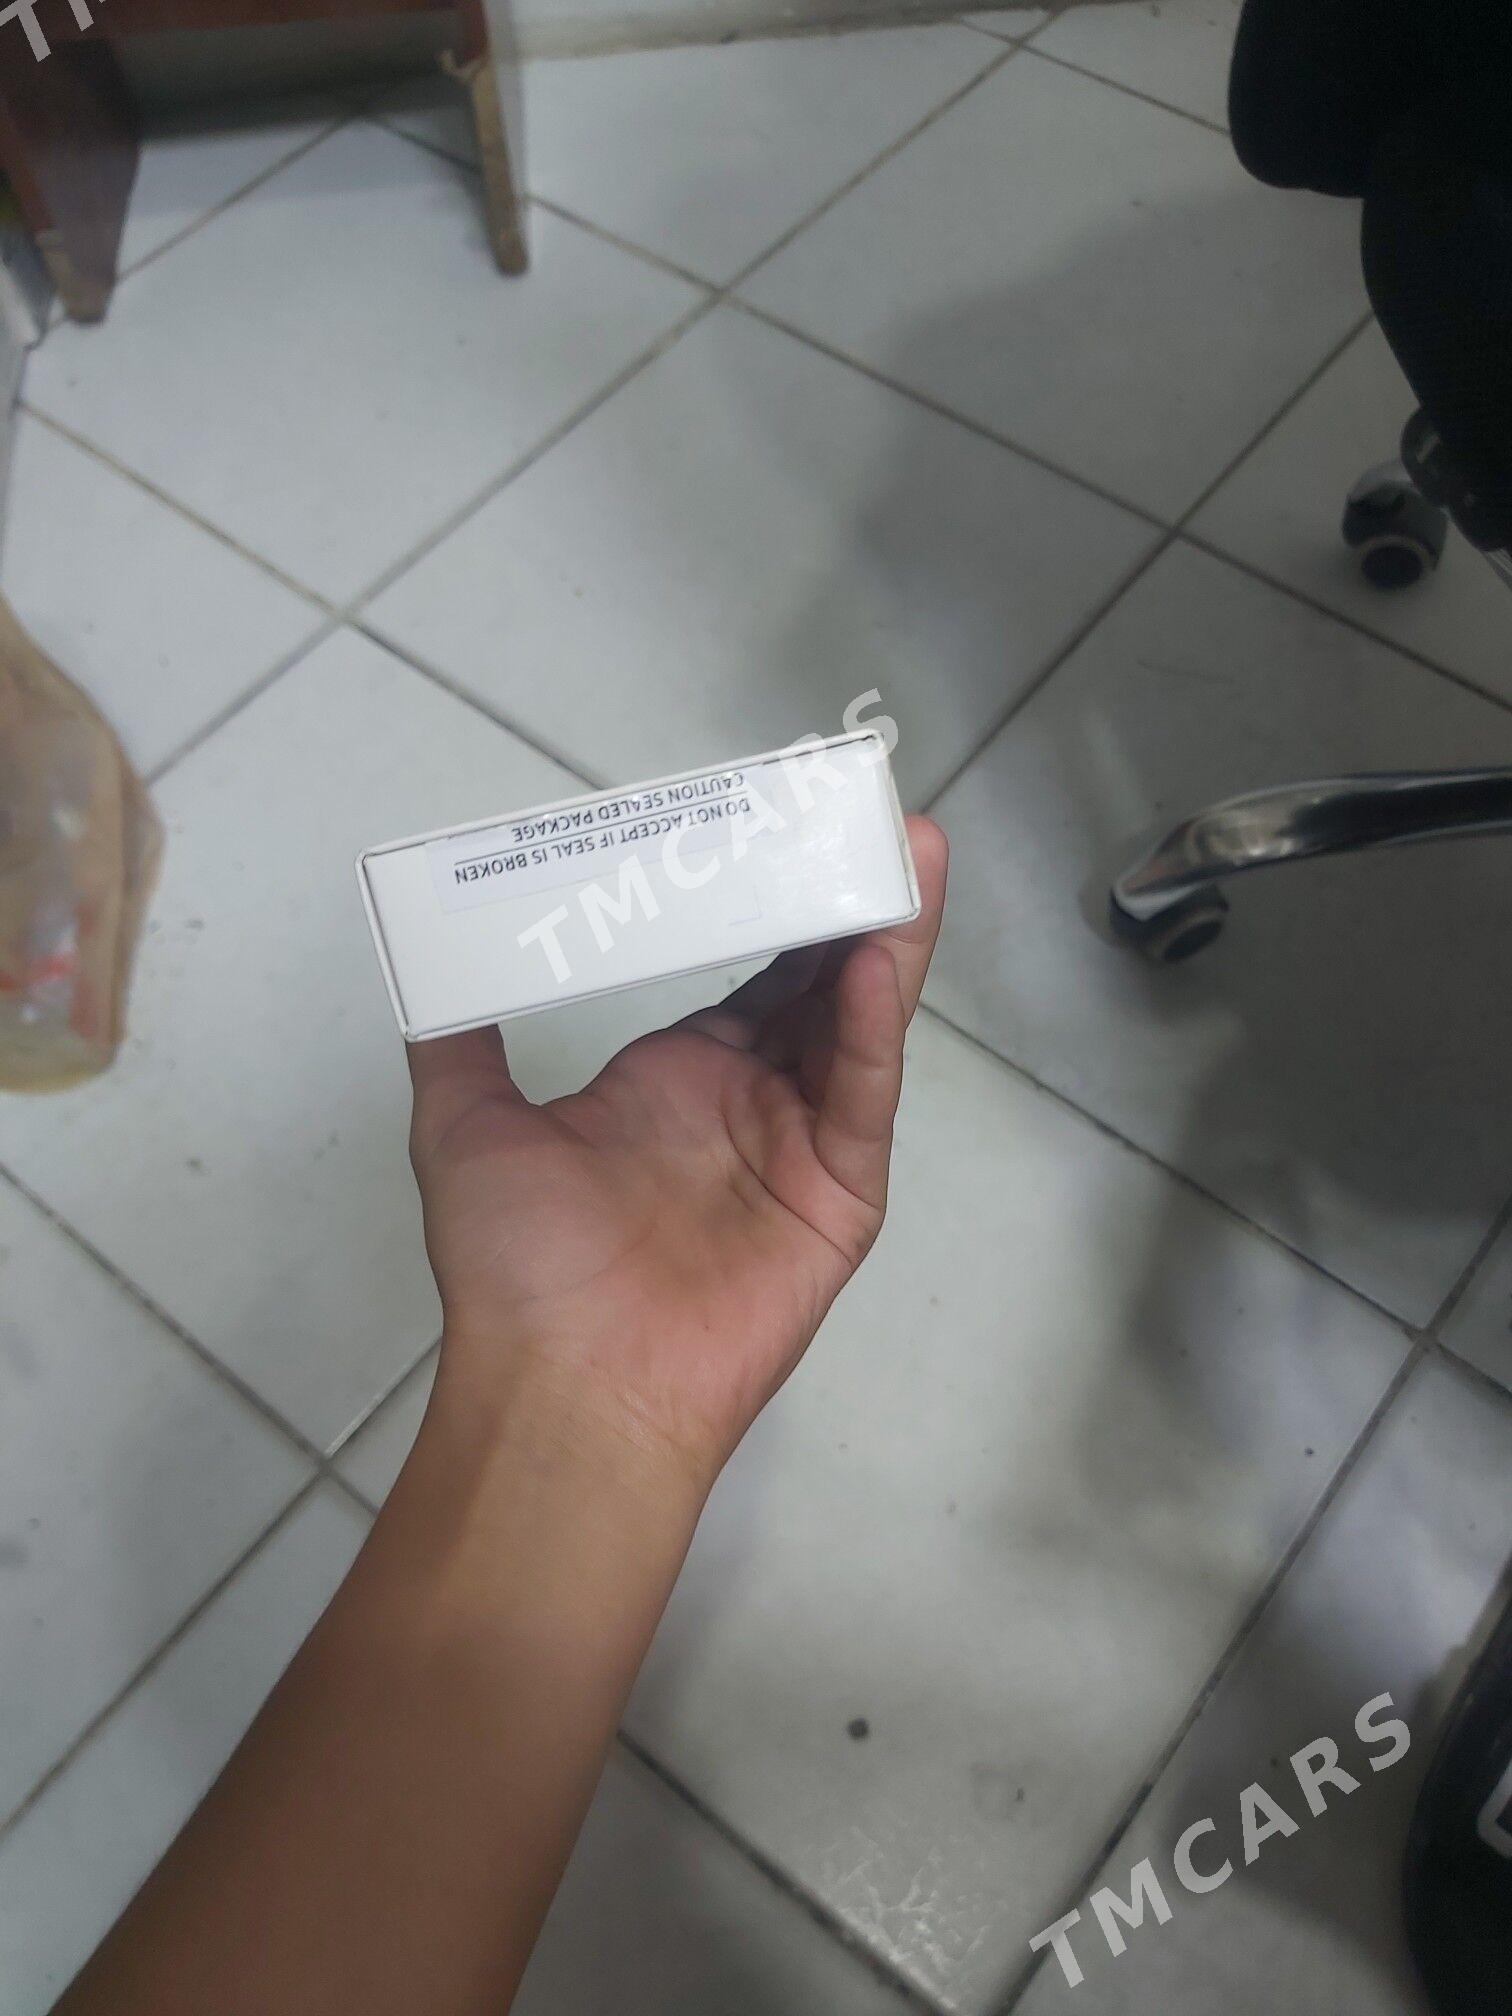 TMCARS
CAUTION SEALED PACKAGE
DO NOT ACCEPT IF SEAL IS BROKEN
TMCARS